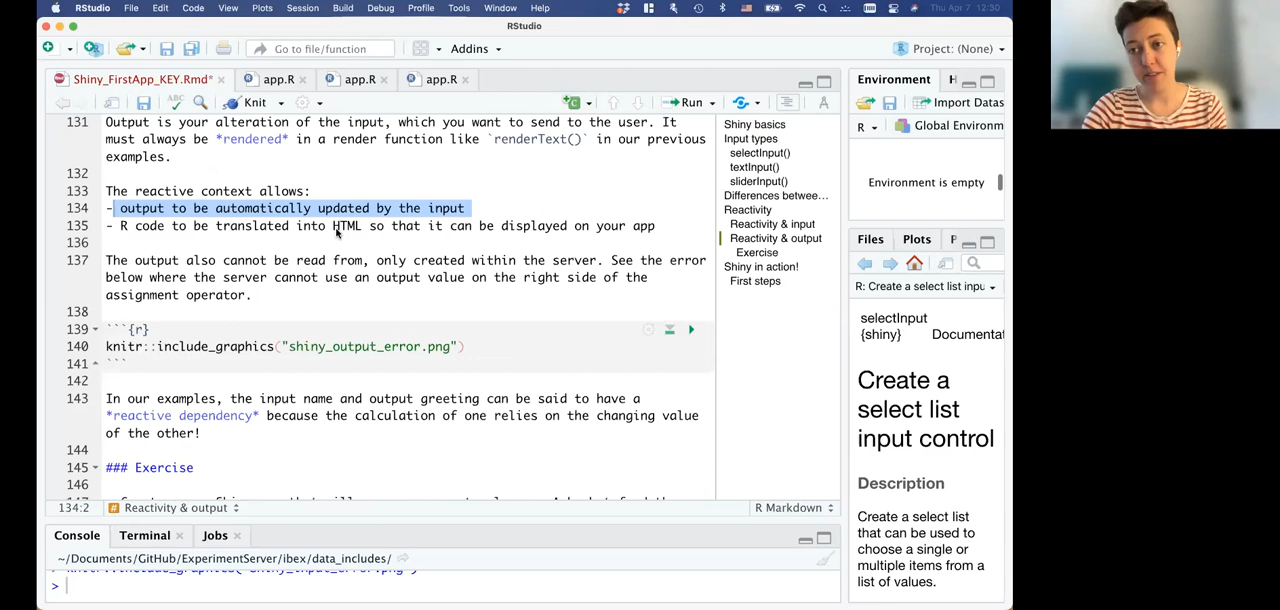 RStudio File Edit Code View Plots Session Build Debug Profile Tools Window Help Thu Apr 7 12:30
RStudio
Go to file/function Addins Project: (None)
Shiny_FirstApp_KEY.Rmd* app.R app.R app.R
Knit Run
131 Output is your alteration of the input, which you want to send to the user. It
must always be *rendered* in a render function like `renderText()` in our previous
examples.
132
133 The reactive context allows:
134 - output to be automatically updated by the input
135 - R code to be translated into HTML so that it can be displayed on your app
136
137 The output also cannot be read from, only created within the server. See the error
below where the server cannot use an output value on the right side of the
assignment operator.
138
139 ```{r}
140 knitr::include_graphics("shiny_output_error.png")
141 ```
142
143 In our examples, the input name and output greeting can be said to have a
*reactive dependency* because the calculation of one relies on the changing value
of the other!
144
145 ### Exercise
146
134:2 Reactivity & output R Markdown
Shiny basics
Input types
selectInput()
textInput()
sliderInput()
Differences betwee...
Reactivity
Reactivity & input
Reactivity & output
Exercise
Shiny in action!
First steps
Console Terminal Jobs
~/Documents/GitHub/ExperimentServer/ibex/data_includes/
>
Environment H
Import Datas
R Global Environm
Environment is empty
Files Plots P
R: Create a select list inpu
selectInput
{shiny} Documentat
Create a
select list
input control
Description
Create a select list
that can be used to
choose a single or
multiple items from a
list of values.